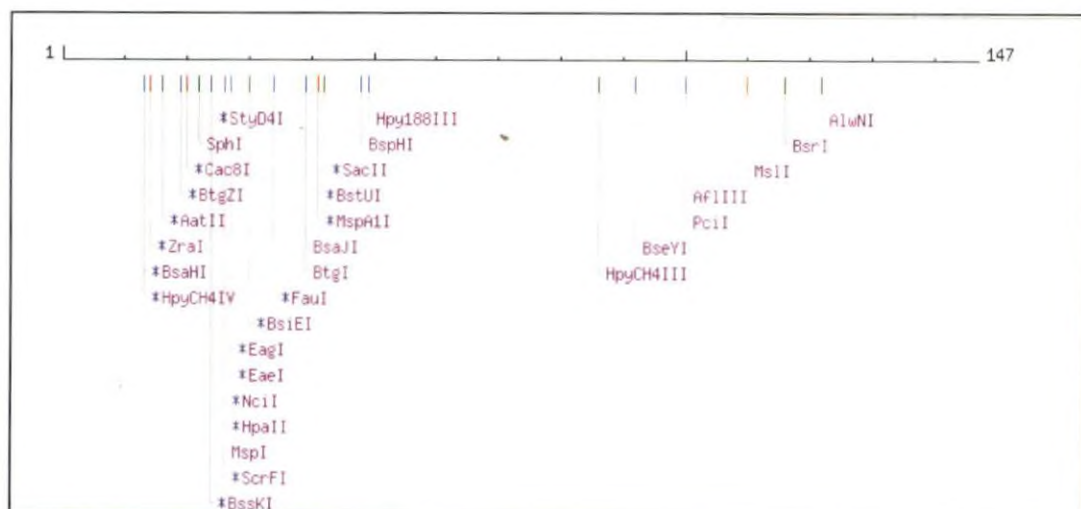 1 147
*StyD4I Hpy188III AlwNI
SphI BspHI BsrI
*Cac8I *SacII MslI
*BtgZI *BstUI AflIII
*AatII *MspA1I PciI
*ZraI BsaJI BseYI
*BsaHI BtgI HpyCH4III
*HpyCH4IV *FauI
*BsiEI
*EagI
*EaeI
*NciI
*HpaII
MspI
*ScrFI
*BssKI